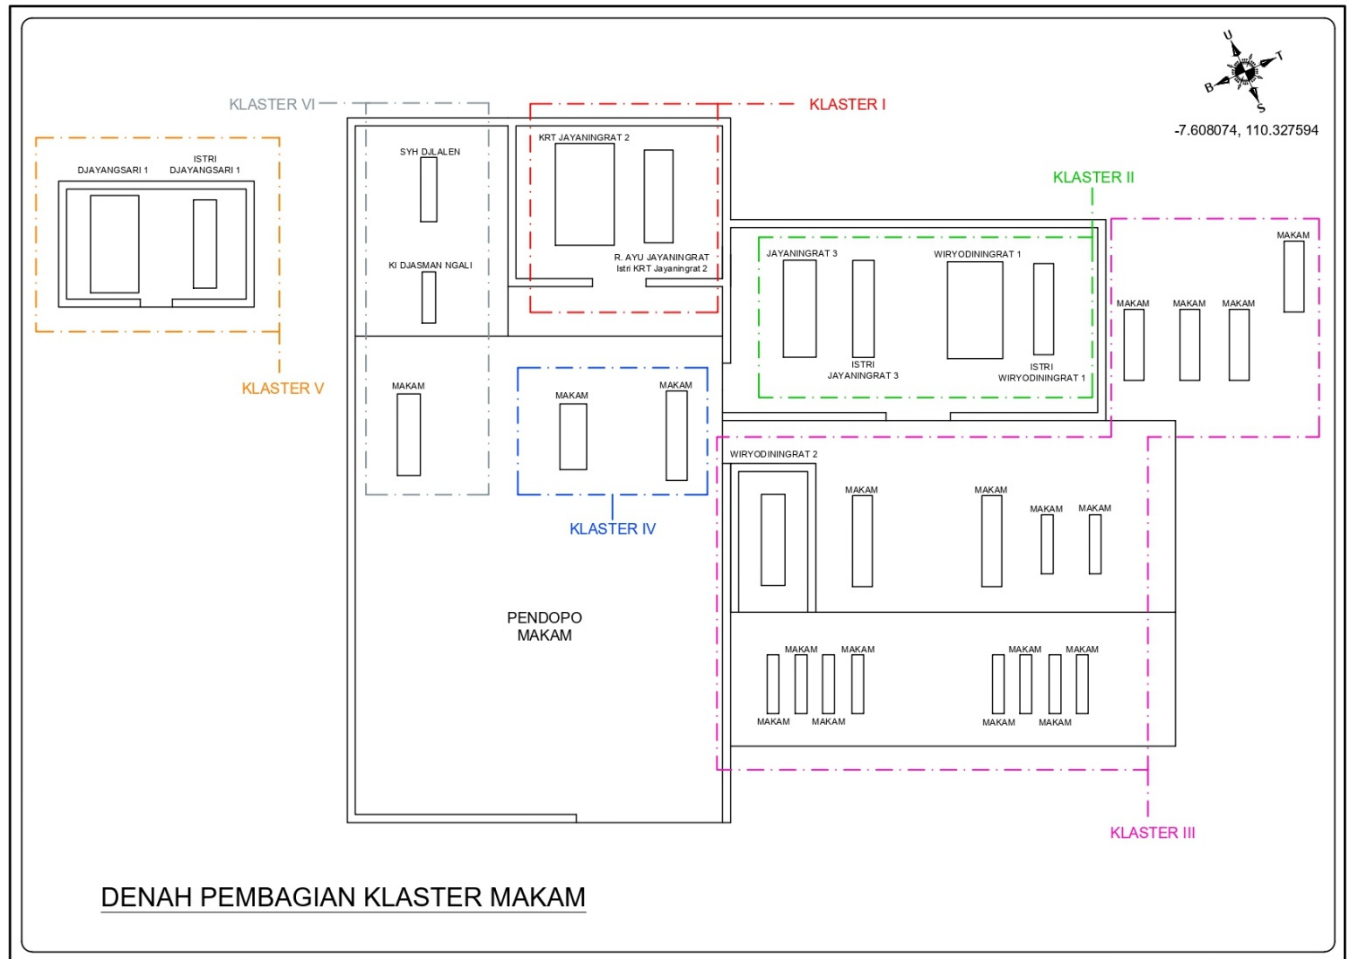 U
T
B
S
-7.608074, 110.327594
KLASTER VI
KLASTER I
KLASTER II
KRT JAYANINGRAT 2
SYH DJLALEN
ISTRI
DJAYANGSARI 1
DJAYANGSARI 1
KI DJASMAN NGALI
R. AYU JAYANINGRAT
Istri KRT Jayaningrat 2
JAYANINGRAT 3
WIRYODININGRAT 1
MAKAM
MAKAM
MAKAM
MAKAM
ISTRI
JAYANINGRAT 3
ISTRI
WIRYODININGRAT 1
KLASTER V
MAKAM
MAKAM
MAKAM
WIRYODININGRAT 2
MAKAM
MAKAM
MAKAM
MAKAM
KLASTER IV
PENDOPO
MAKAM
MAKAM
MAKAM
MAKAM
MAKAM
MAKAM
MAKAM
MAKAM
MAKAM
KLASTER III
DENAH PEMBAGIAN KLASTER MAKAM